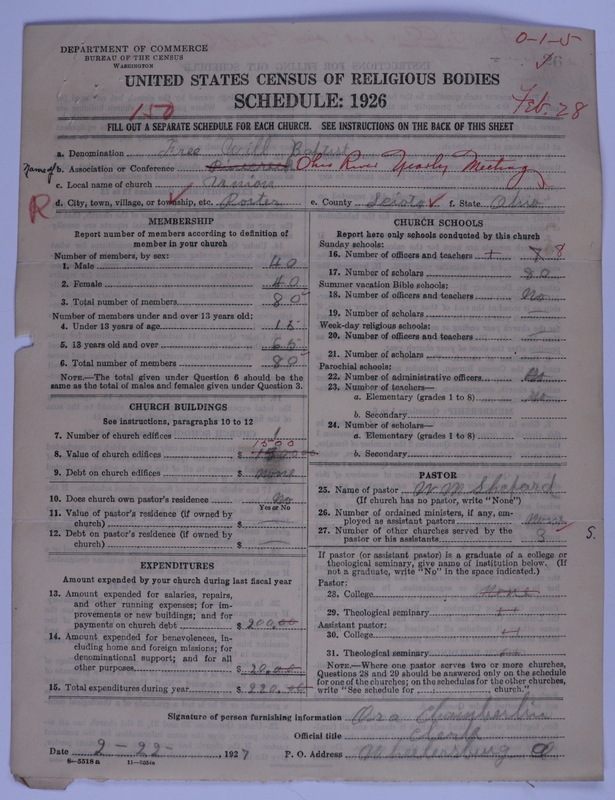 0-1-5
DEPARTMENT OF COMMERCE
BUREAU OF THE CENSUS
WASHINGTON
UNITED STATES CENSUS OF RELIGIOUS BODIES
SCHEDULE: 1926
Feb. 28
150
FILL OUT A SEPARATE SCHEDULE FOR EACH CHURCH. SEE INSTRUCTIONS ON THE BACK OF THIS SHEET
a. Denomination Free Will Baptist
Name of b. Association or Conference Ohio River Yearly Meeting
c. Local name of church Union
R d. City, town, village, or township, etc. Porter e. County Scioto f. State Ohio
MEMBERSHIP
Report number of members according to definition of member in your church
Number of members, by sex:
1. Male 40
2. Female 40
3. Total number of members 80
Number of members under and over 13 years old:
4. Under 13 years of age 15
5. 13 years old and over 65
6. Total number of members 80
NOTE.—The total given under Question 6 should be the same as the total of males and females given under Question 3.
CHURCH BUILDINGS
See instructions, paragraphs 10 to 12
7. Number of church edifices 1
1500
8. Value of church edifices $
9. Debt on church edifices $ None
10. Does church own pastor's residence No
Yes or No
11. Value of pastor's residence (if owned by church) $
12. Debt on pastor's residence (if owned by church) $
EXPENDITURES
Amount expended by your church during last fiscal year
13. Amount expended for salaries, repairs, and other running expenses; for improvements or new buildings; and for payments on church debt $ 200.00
14. Amount expended for benevolences, including home and foreign missions; for denominational support; and for all other purposes $ 20.00
15. Total expenditures during year $ 220.00
CHURCH SCHOOLS
Report here only schools conducted by this church
Sunday schools:
16. Number of officers and teachers 8
17. Number of scholars 80
Summer vacation Bible schools:
18. Number of officers and teachers No
19. Number of scholars
Week-day religious schools:
20. Number of officers and teachers
21. Number of scholars
Parochial schools:
22. Number of administrative officers No
23. Number of teachers—
a. Elementary (grades 1 to 8) No
b. Secondary
24. Number of scholars—
a. Elementary (grades 1 to 8)
b. Secondary
PASTOR
25. Name of pastor W. W. Shepard
(If church has no pastor, write "None")
26. Number of ordained ministers, if any, employed as assistant pastors None
27. Number of other churches served by the pastor or his assistants 3 S.
If pastor (or assistant pastor) is a graduate of a college or theological seminary, give name of institution below. (If not a graduate, write "No" in the space indicated.)
Pastor:
28. College None
29. Theological seminary
Assistant pastor:
30. College
31. Theological seminary
NOTE.—Where one pastor serves two or more churches, Questions 28 and 29 should be answered only on the schedule for one of the churches; on the schedules for the other churches, write "See schedule for church."
Signature of person furnishing information Ora
Official title Clerk
Date 2-22- 1927 P. O. Address Wheelersburg O
8—5518a 11—5554a